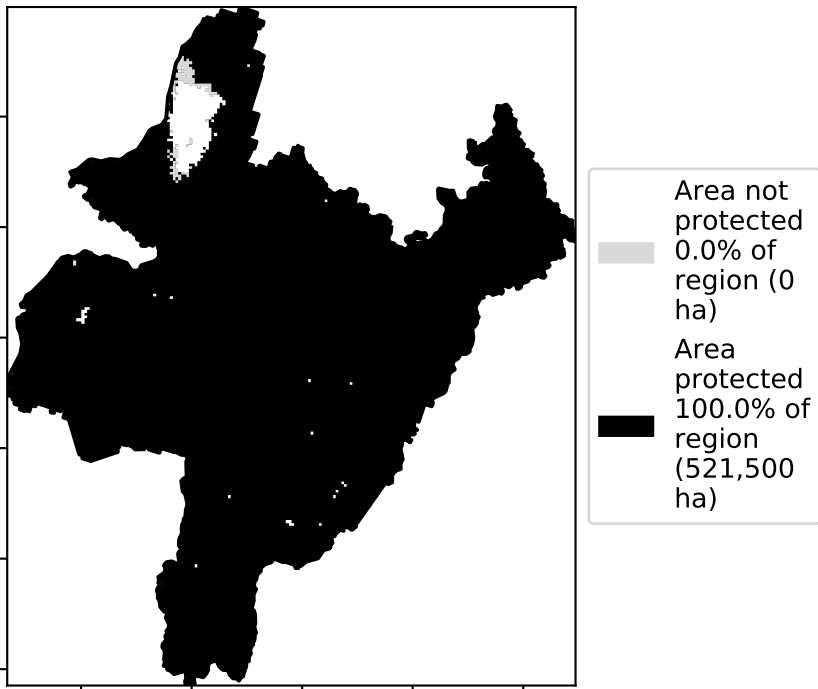 Area not
protected
0.0% of
region (0
ha)
Area
protected
100.0% of
region
(521,500
ha)